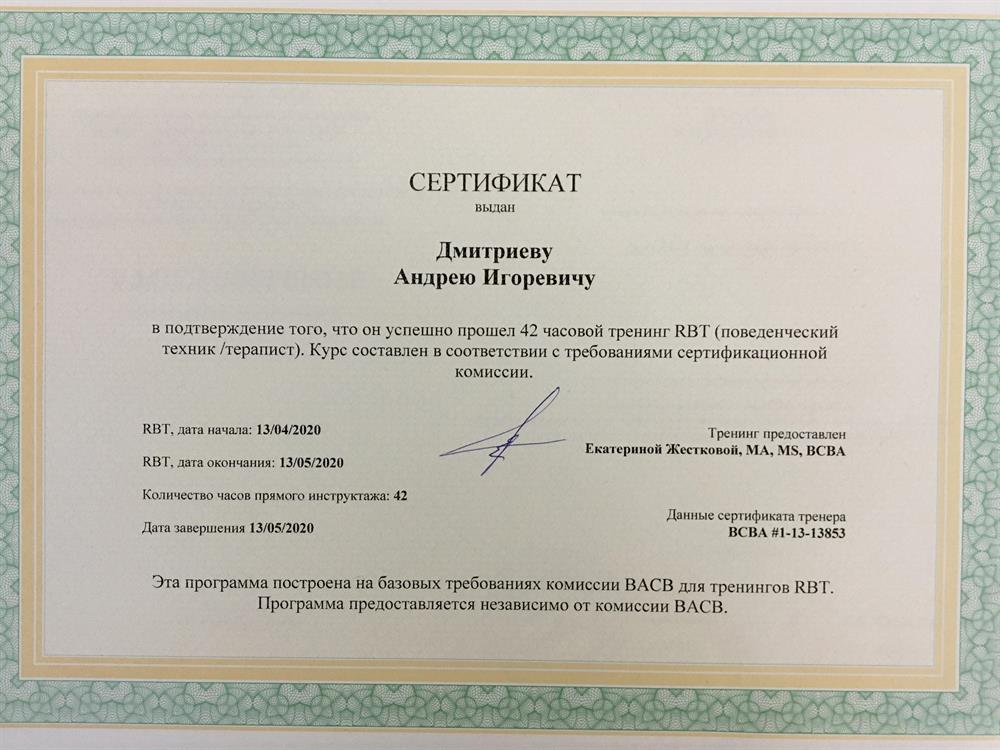 СЕРТИФИКАТ
выдан
Дмитриеву
Андрею Игоревичу
в подтверждение того, что он успешно прошел 42 часовой тренинг RBT (поведенческий
техник /терапист). Курс составлен в соответствии с требованиями сертификационной
комиссии.
RBT, дата начала: 13/04/2020
RBT, дата окончания: 13/05/2020
Количество часов прямого инструктажа: 42
Дата завершения 13/05/2020
Тренинг предоставлен
Екатериной Жестковой, MA, MS, BCBA
Данные сертификата тренера
BCBA #1-13-13853
Эта программа построена на базовых требованиях комиссии BACB для тренингов RBT.
Программа предоставляется независимо от комиссии BACB.